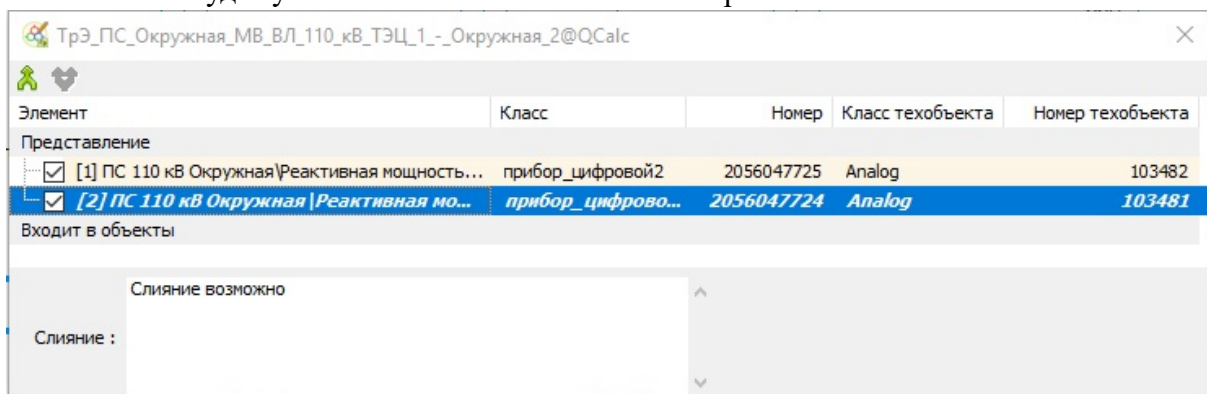 ТрЭ_ПС_Окружная_МВ_ВЛ_110_кВ_ТЭЦ_1_-_Окружная_2@QCalc
Элемент Класс Номер Класс техобъекта Номер техобъекта
Представление
[1] ПС 110 кВ Окружная\Реактивная мощность... прибор_цифровой2 2056047725 Analog 103482
[2] ПС 110 кВ Окружная|Реактивная мо... прибор_цифрово... 2056047724 Analog 103481
Входит в объекты
Слияние возможно
Слияние :